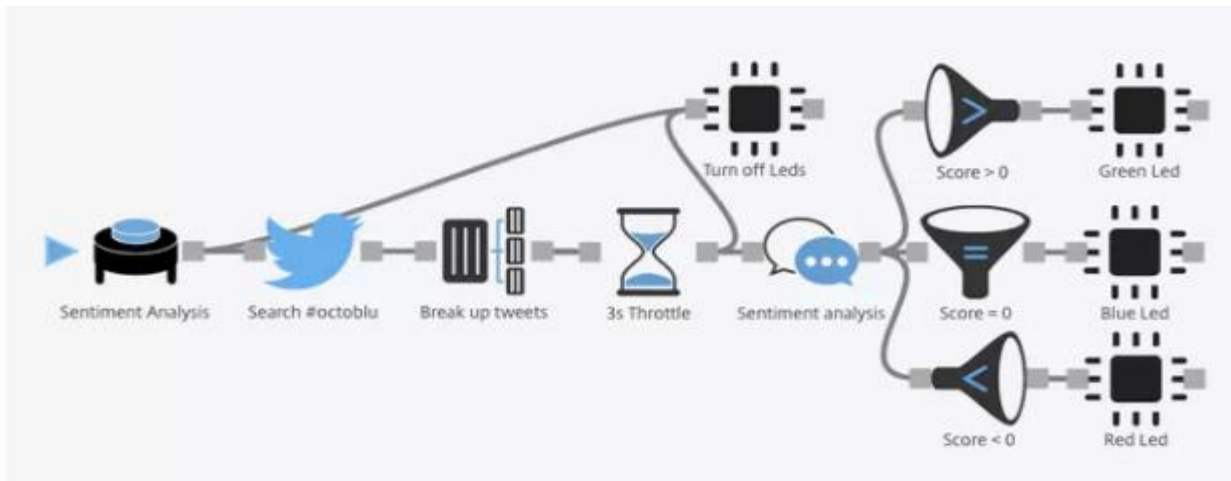 Turn off Leds
Score > 0
Green Led
Sentiment Analysis
Search #octoblu
Break up tweets
3s Throttle
Sentiment analysis
Score = 0
Blue Led
Score < 0
Red Led